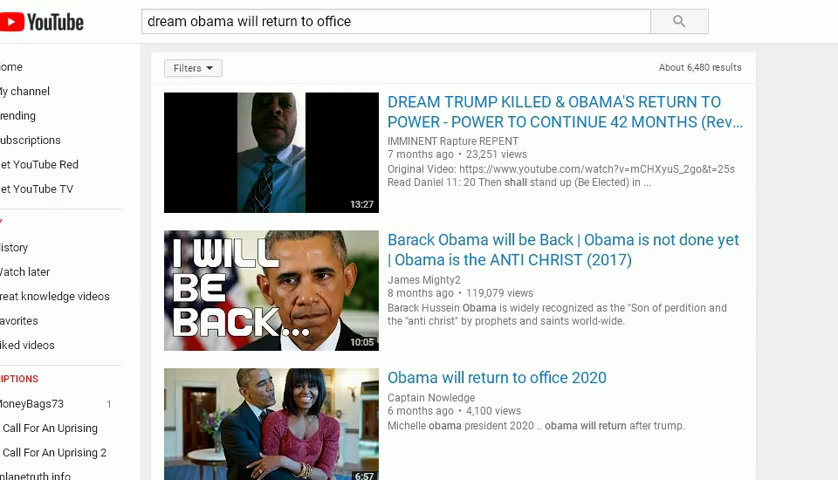 YouTube
dream obama will return to office
ome
y channel
rending
ubscriptions
et YouTube Red
et YouTube TV
istory
Watch later
reat knowledge videos
avorites
iked videos
IPTIONS
MoneyBags73 1
Call For An Uprising
Call For An Uprising 2
planetruth.info
Filters
About 6,480 results
13:27
DREAM TRUMP KILLED & OBAMA'S RETURN TO
POWER - POWER TO CONTINUE 42 MONTHS (Rev...
IMMINENT Rapture REPENT
7 months ago • 23,251 views
Original Video: https://www.youtube.com/watch?v=mCHXyuS_2go&t=25s
Read Daniel 11: 20 Then shall stand up (Be Elected) in ...
I WILL
BE
BACK...
10:05
Barack Obama will be Back | Obama is not done yet
| Obama is the ANTI CHRIST (2017)
James Mighty2
8 months ago • 119,079 views
Barack Hussein Obama is widely recognized as the "Son of perdition and
the "anti christ" by prophets and saints world-wide.
6:57
Obama will return to office 2020
Captain Nowledge
6 months ago • 4,100 views
Michelle obama president 2020 .. obama will return after trump.